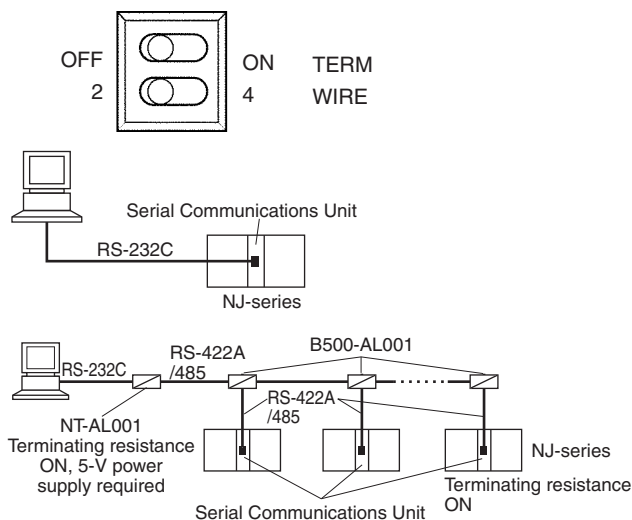 OFF ON TERM
2 4 WIRE
Serial Communications Unit
RS-232C
NJ-series
RS-232C
RS-422A
/485
B500-AL001
RS-422A
/485
NT-AL001
Terminating resistance
ON, 5-V power
supply required
NJ-series
Terminating resistance
ON
Serial Communications Unit